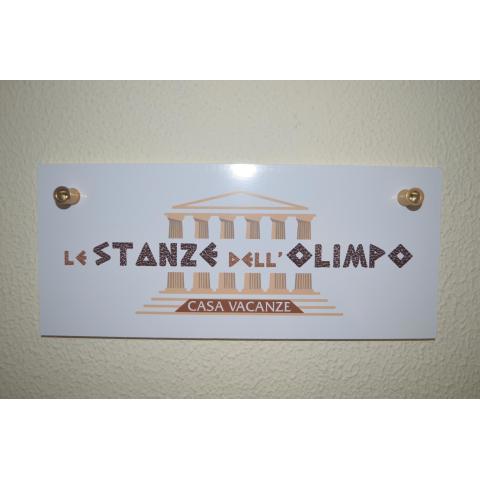 LE STANZE DELL'OLIMPO
CASA VACANZE